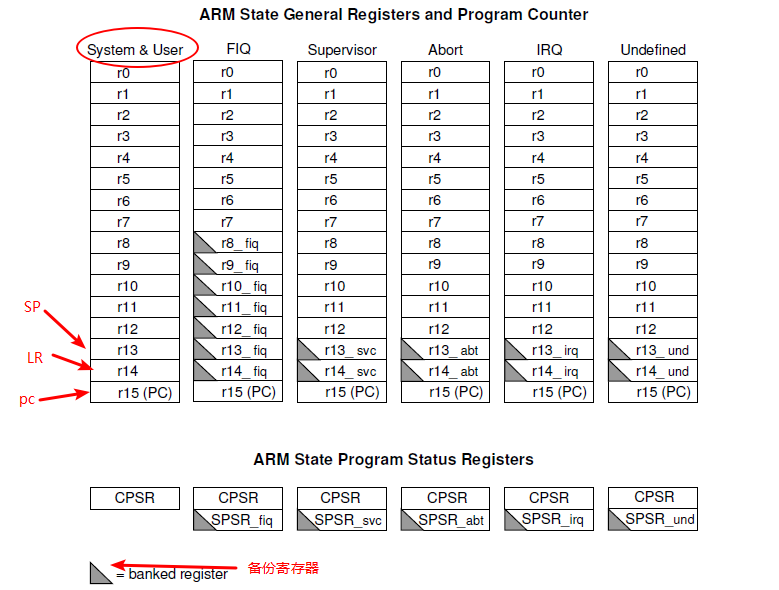 ARM State General Registers and Program Counter
System & User FIQ Supervisor Abort IRQ Undefined
r0 r0 r0 r0 r0 r0
r1 r1 r1 r1 r1 r1
r2 r2 r2 r2 r2 r2
r3 r3 r3 r3 r3 r3
r4 r4 r4 r4 r4 r4
r5 r5 r5 r5 r5 r5
r6 r6 r6 r6 r6 r6
r7 r7 r7 r7 r7 r7
r8 r8_fiq r8 r8 r8 r8
r9 r9_fiq r9 r9 r9 r9
r10 r10_fiq r10 r10 r10 r10
SP r11 r11_fiq r11 r11 r11 r11
r12 r12_fiq r12 r12 r12 r12
r13 r13_fiq r13_svc r13_abt r13_irq r13_und
LR r14 r14_fiq r14_svc r14_abt r14_irq r14_und
pc r15 (PC) r15 (PC) r15 (PC) r15 (PC) r15 (PC) r15 (PC)
ARM State Program Status Registers
CPSR CPSR CPSR CPSR CPSR CPSR
SPSR_fiq SPSR_svc SPSR_abt SPSR_irq SPSR_und
= banked register 备份寄存器